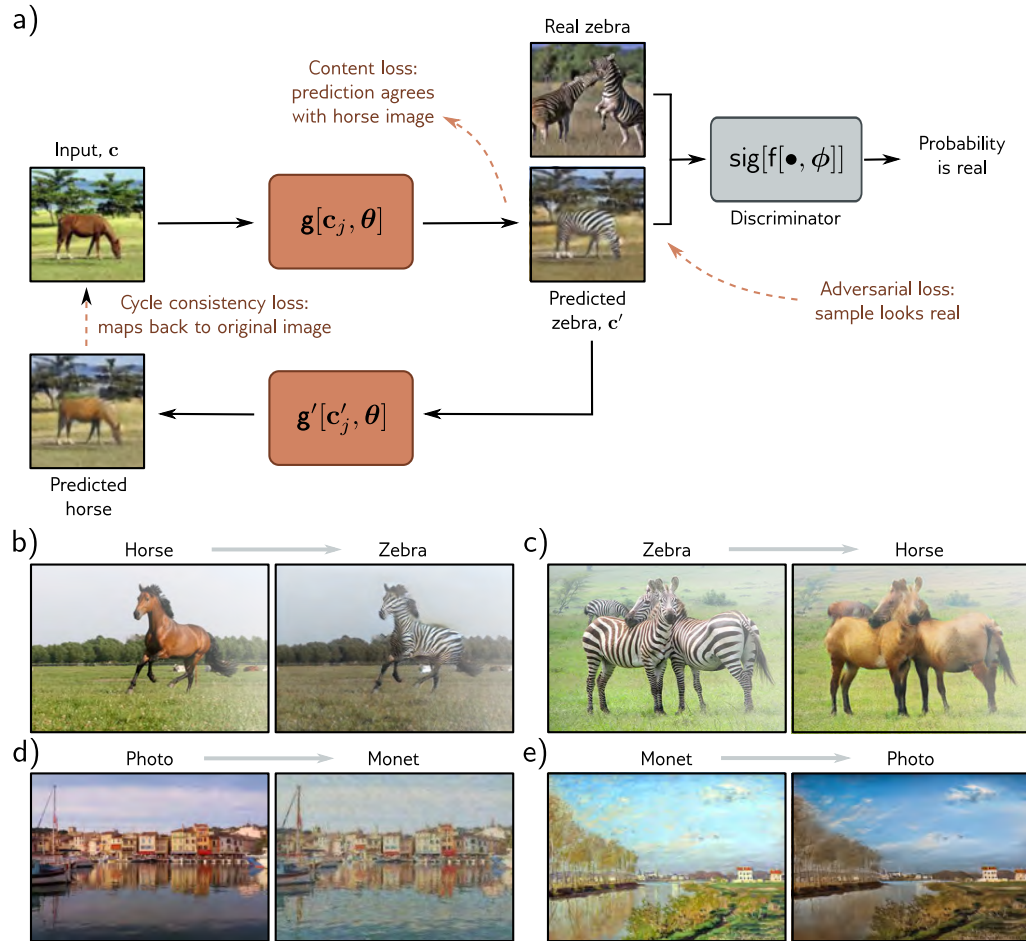 a)
Real zebra
Content loss:
prediction agrees
with horse image
Input, c
g[c_j, θ]
sig[f[•, ϕ]]
Probability
is real
Discriminator
Cycle consistency loss:
maps back to original image
Predicted
zebra, c′
Adversarial loss:
sample looks real
g′[c′_j, θ]
Predicted
horse
b)
Horse
Zebra
c)
Zebra
Horse
d)
Photo
Monet
e)
Monet
Photo